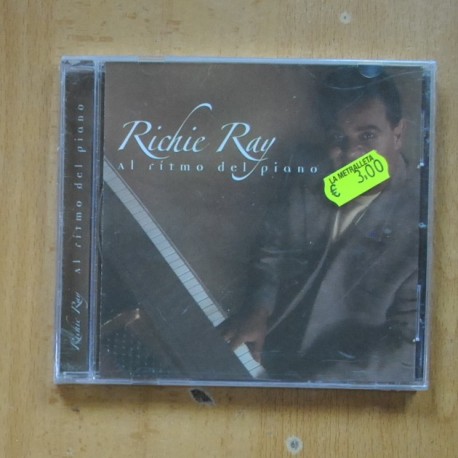 Richie Ray
Al ritmo del piano
LA METRALLETA
€ 3,00
Richie Ray Al ritmo del piano